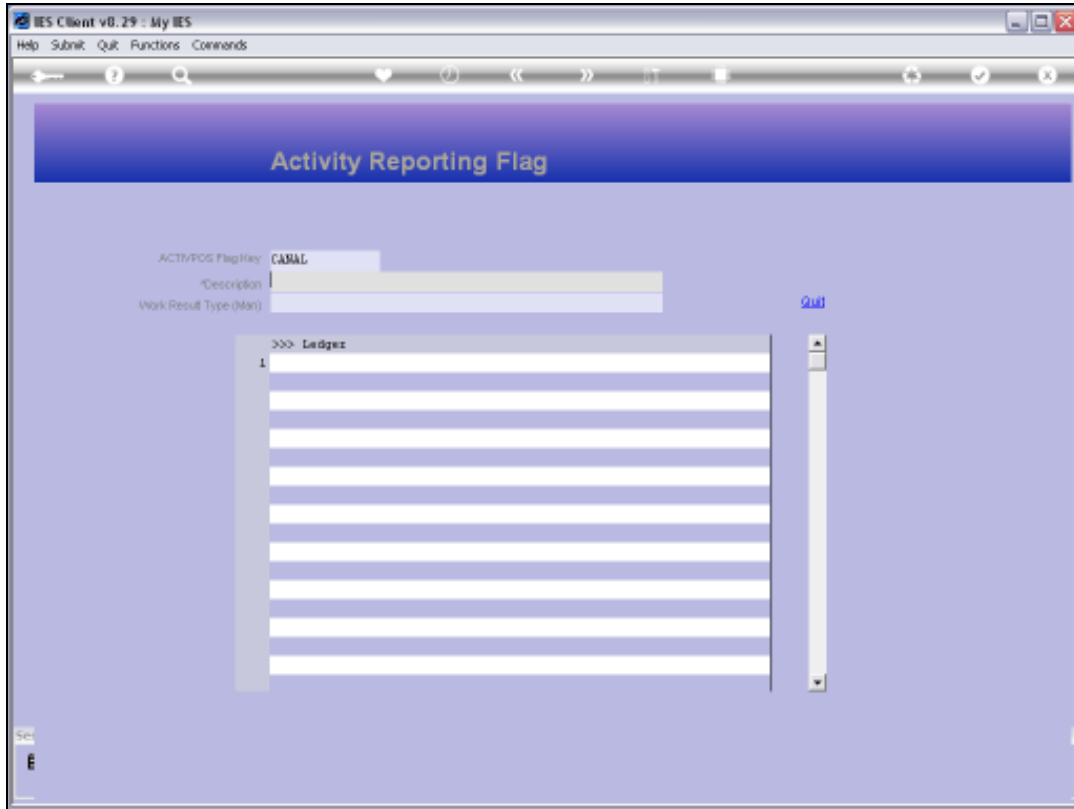 IES Client v8.29 : My IES
Help Submit Quit Functions Commands
Activity Reporting Flag
ACTIVPOS Flag Key CANAL
*Description
Work Result Type (Man)
Quit
>>> Ledger
1